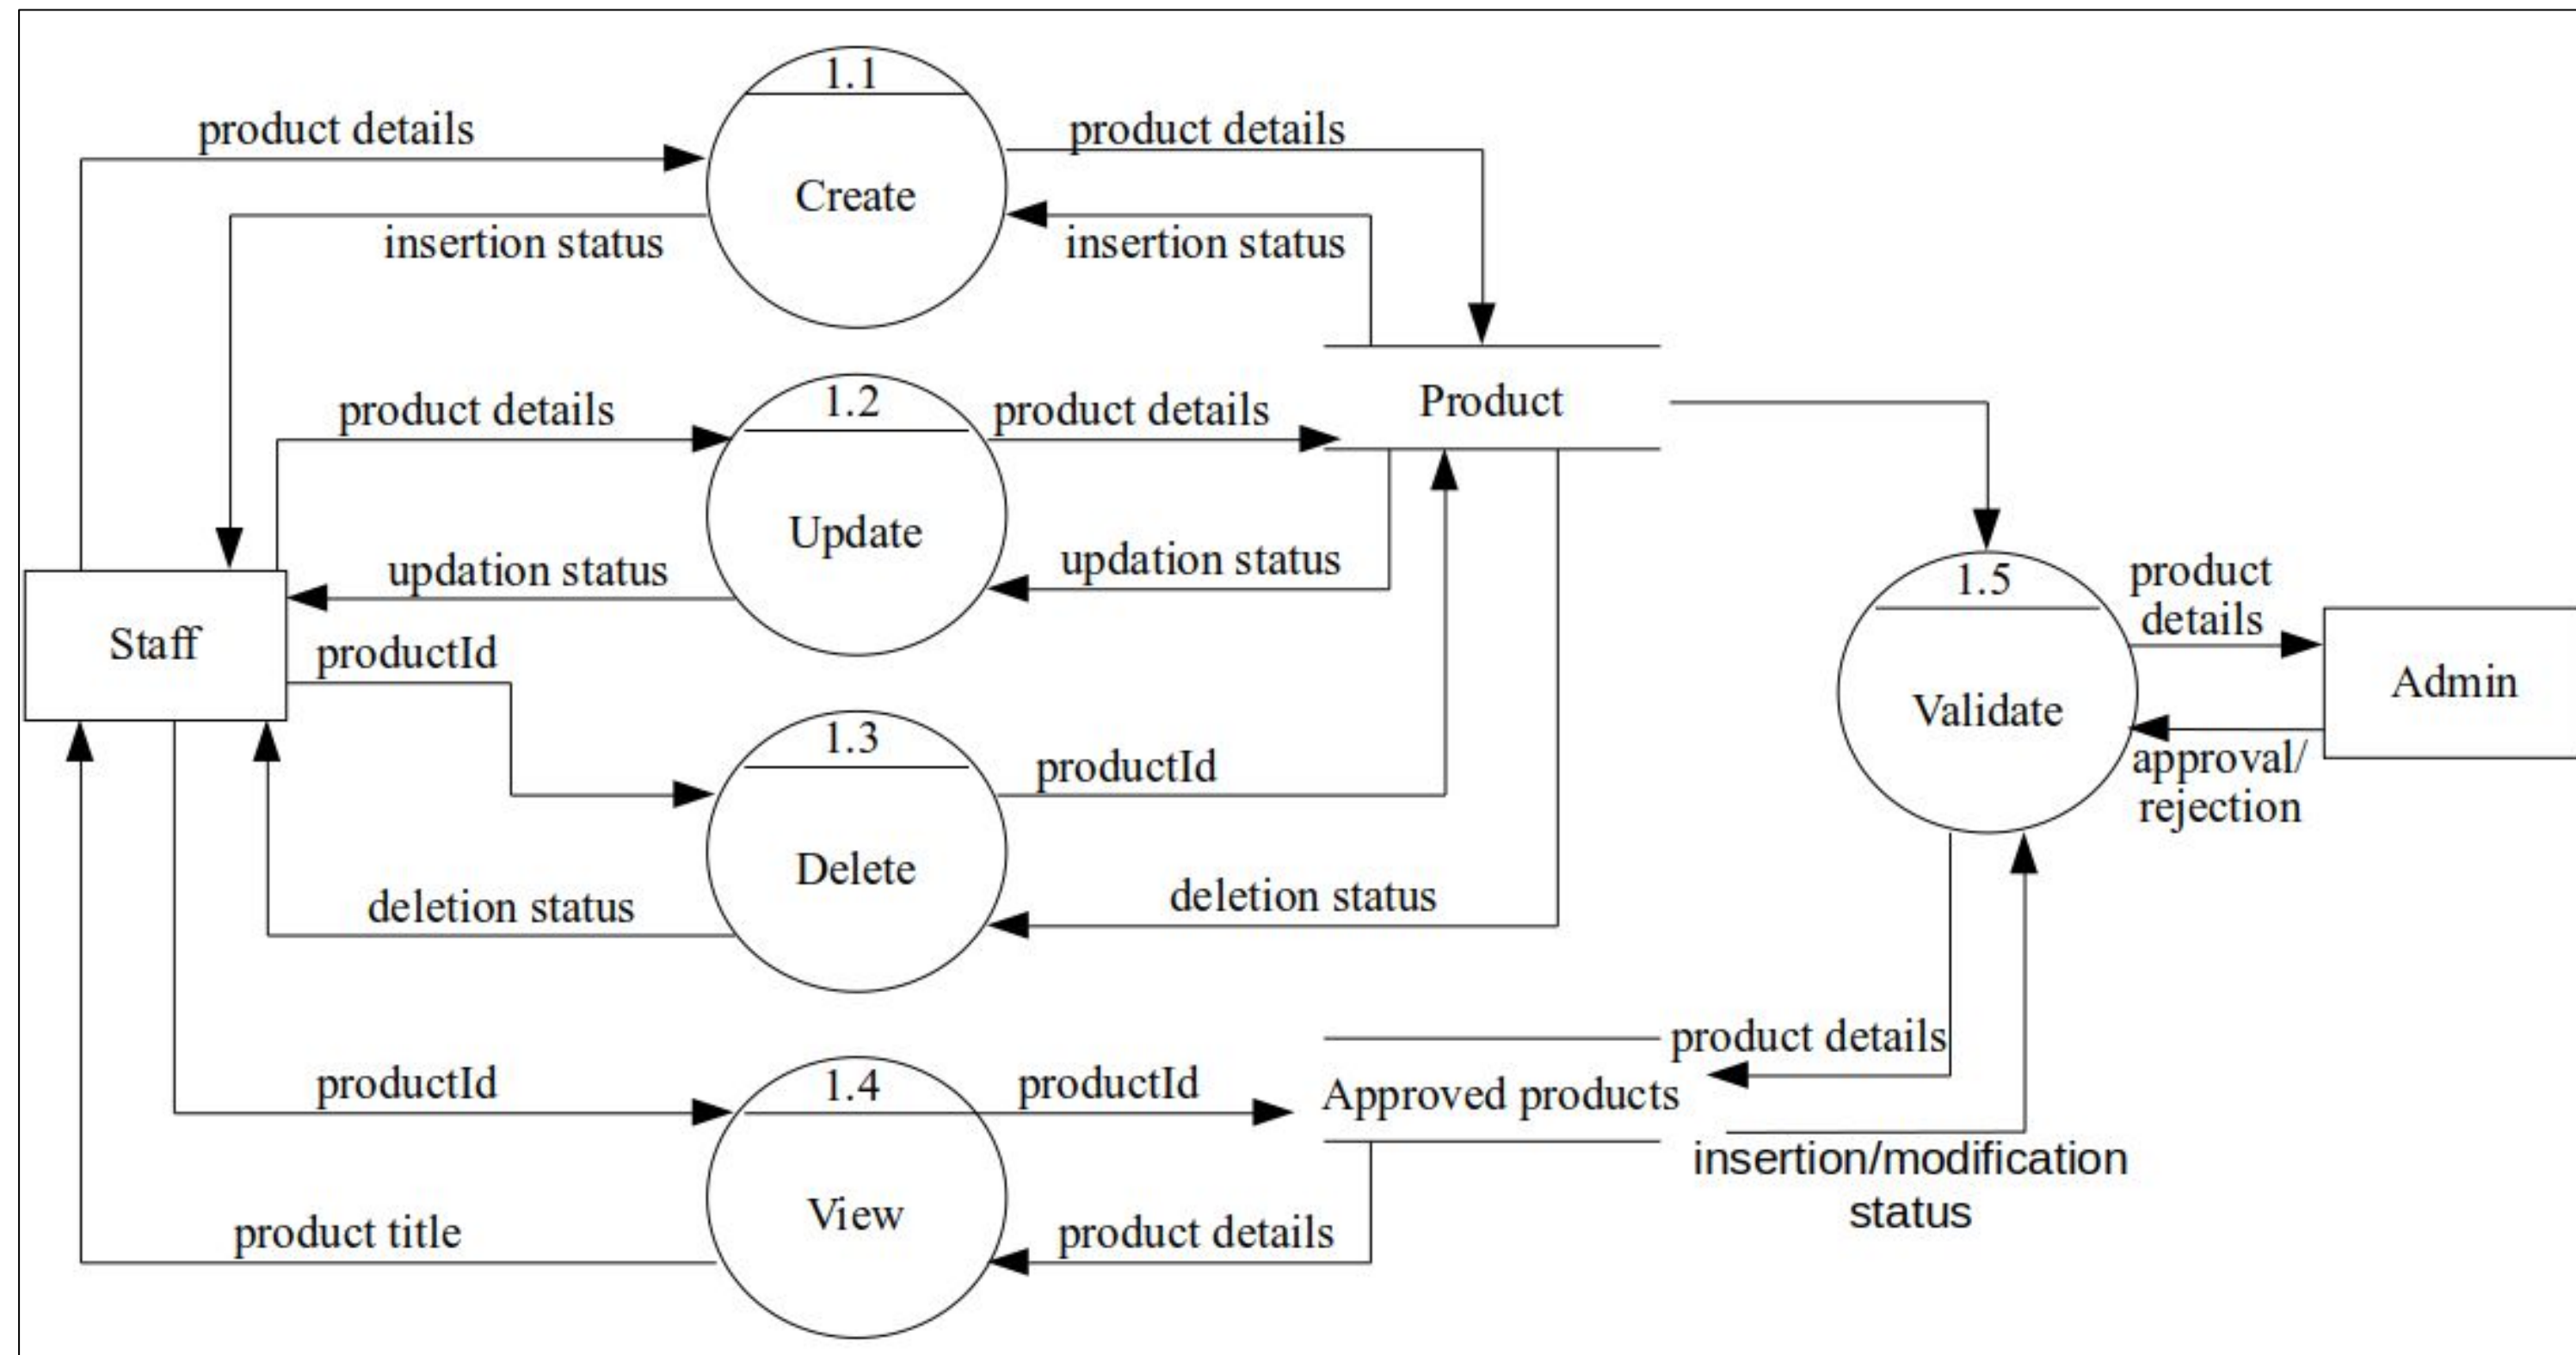 1.1
product details
product details
Create
insertion status
insertion status
1.2
product details
product details
Product
Update
updation status
updation status
1.5
product
details
Staff
productId
Validate
Admin
1.3
productId
approval/
rejection
Delete
deletion status
deletion status
product details
1.4
productId
productId
Approved products
insertion/modification
status
View
product title
product details